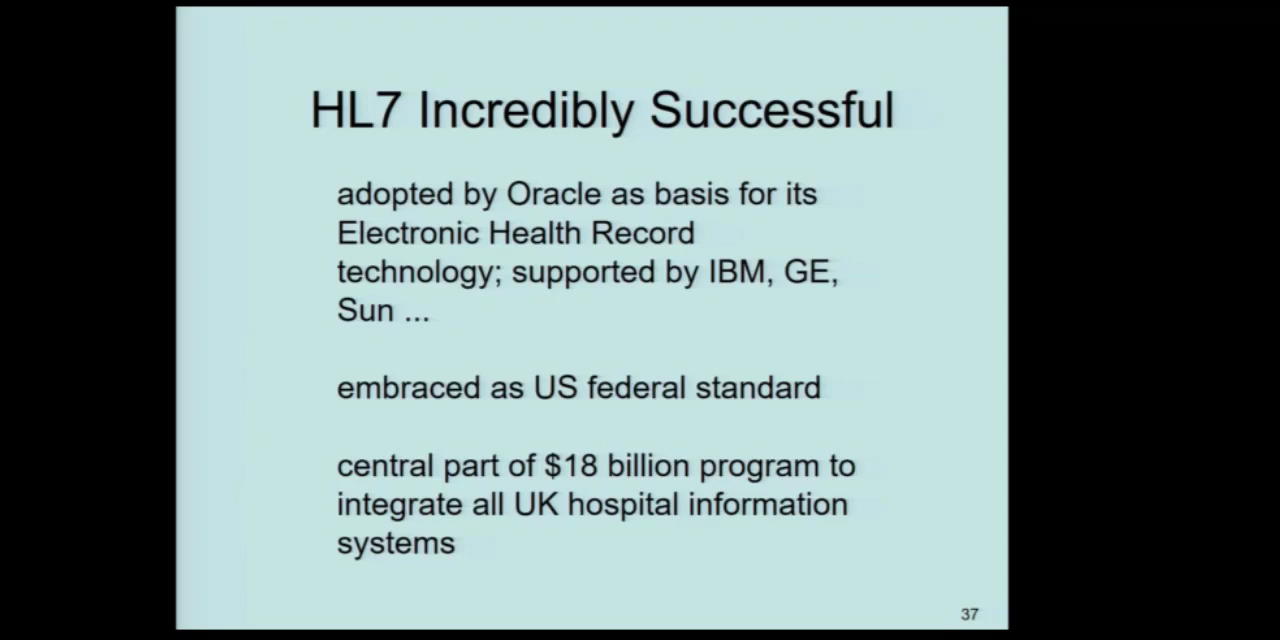 HL7 Incredibly Successful
adopted by Oracle as basis for its
Electronic Health Record
technology; supported by IBM, GE,
Sun ...
embraced as US federal standard
central part of $18 billion program to
integrate all UK hospital information
systems
37